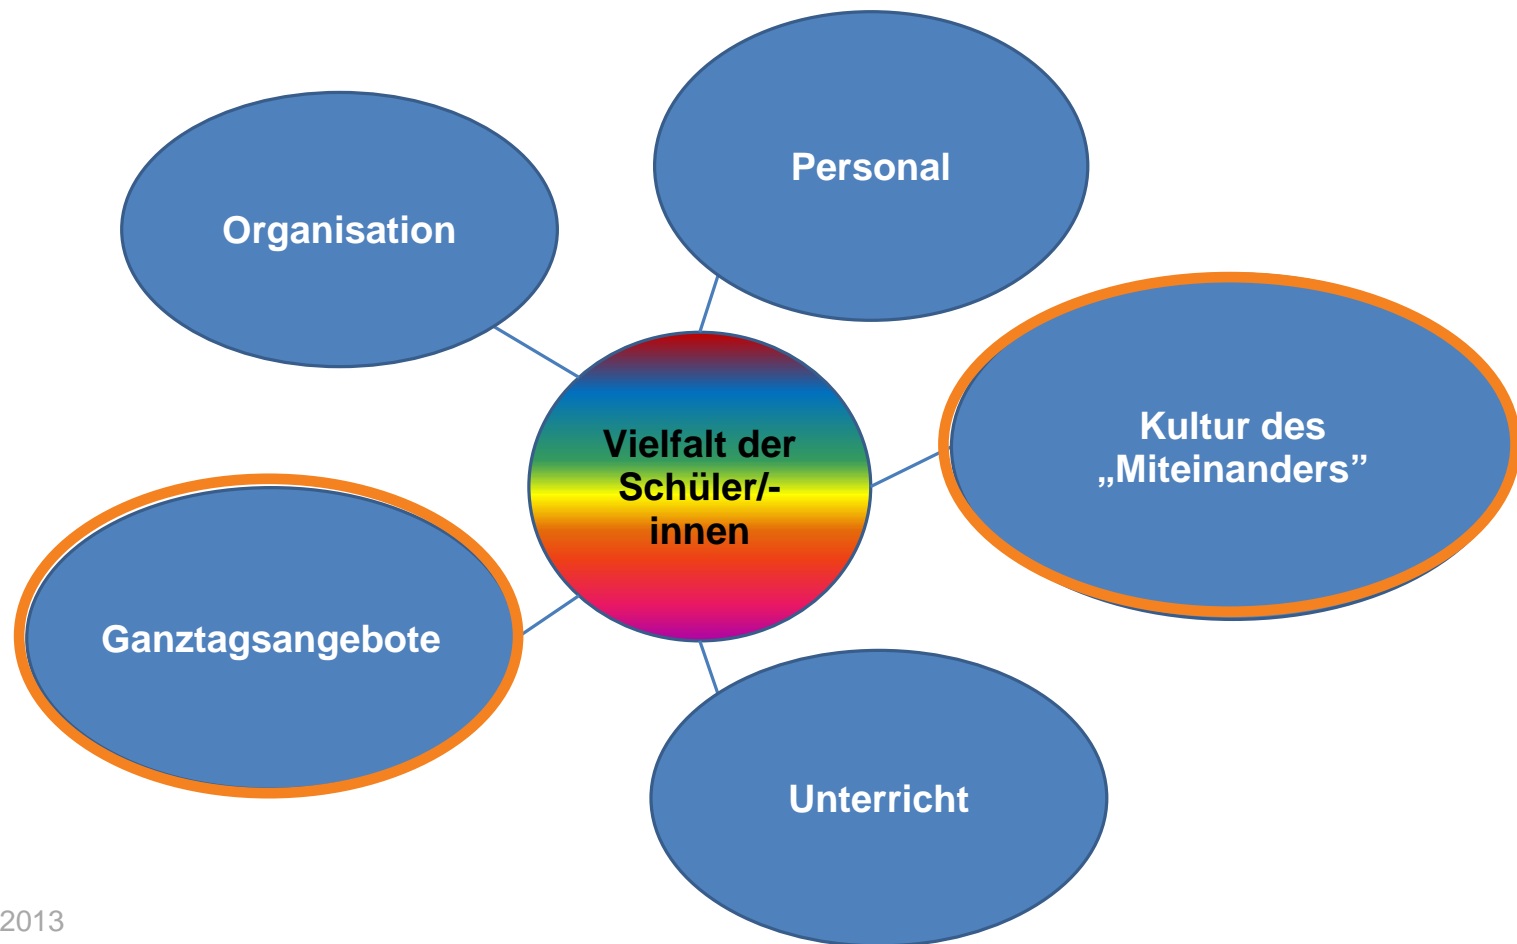 Personal
Organisation
Kultur des
„Miteinanders”
Vielfalt der
Schüler/-
innen
Ganztagsangebote
Unterricht
2013